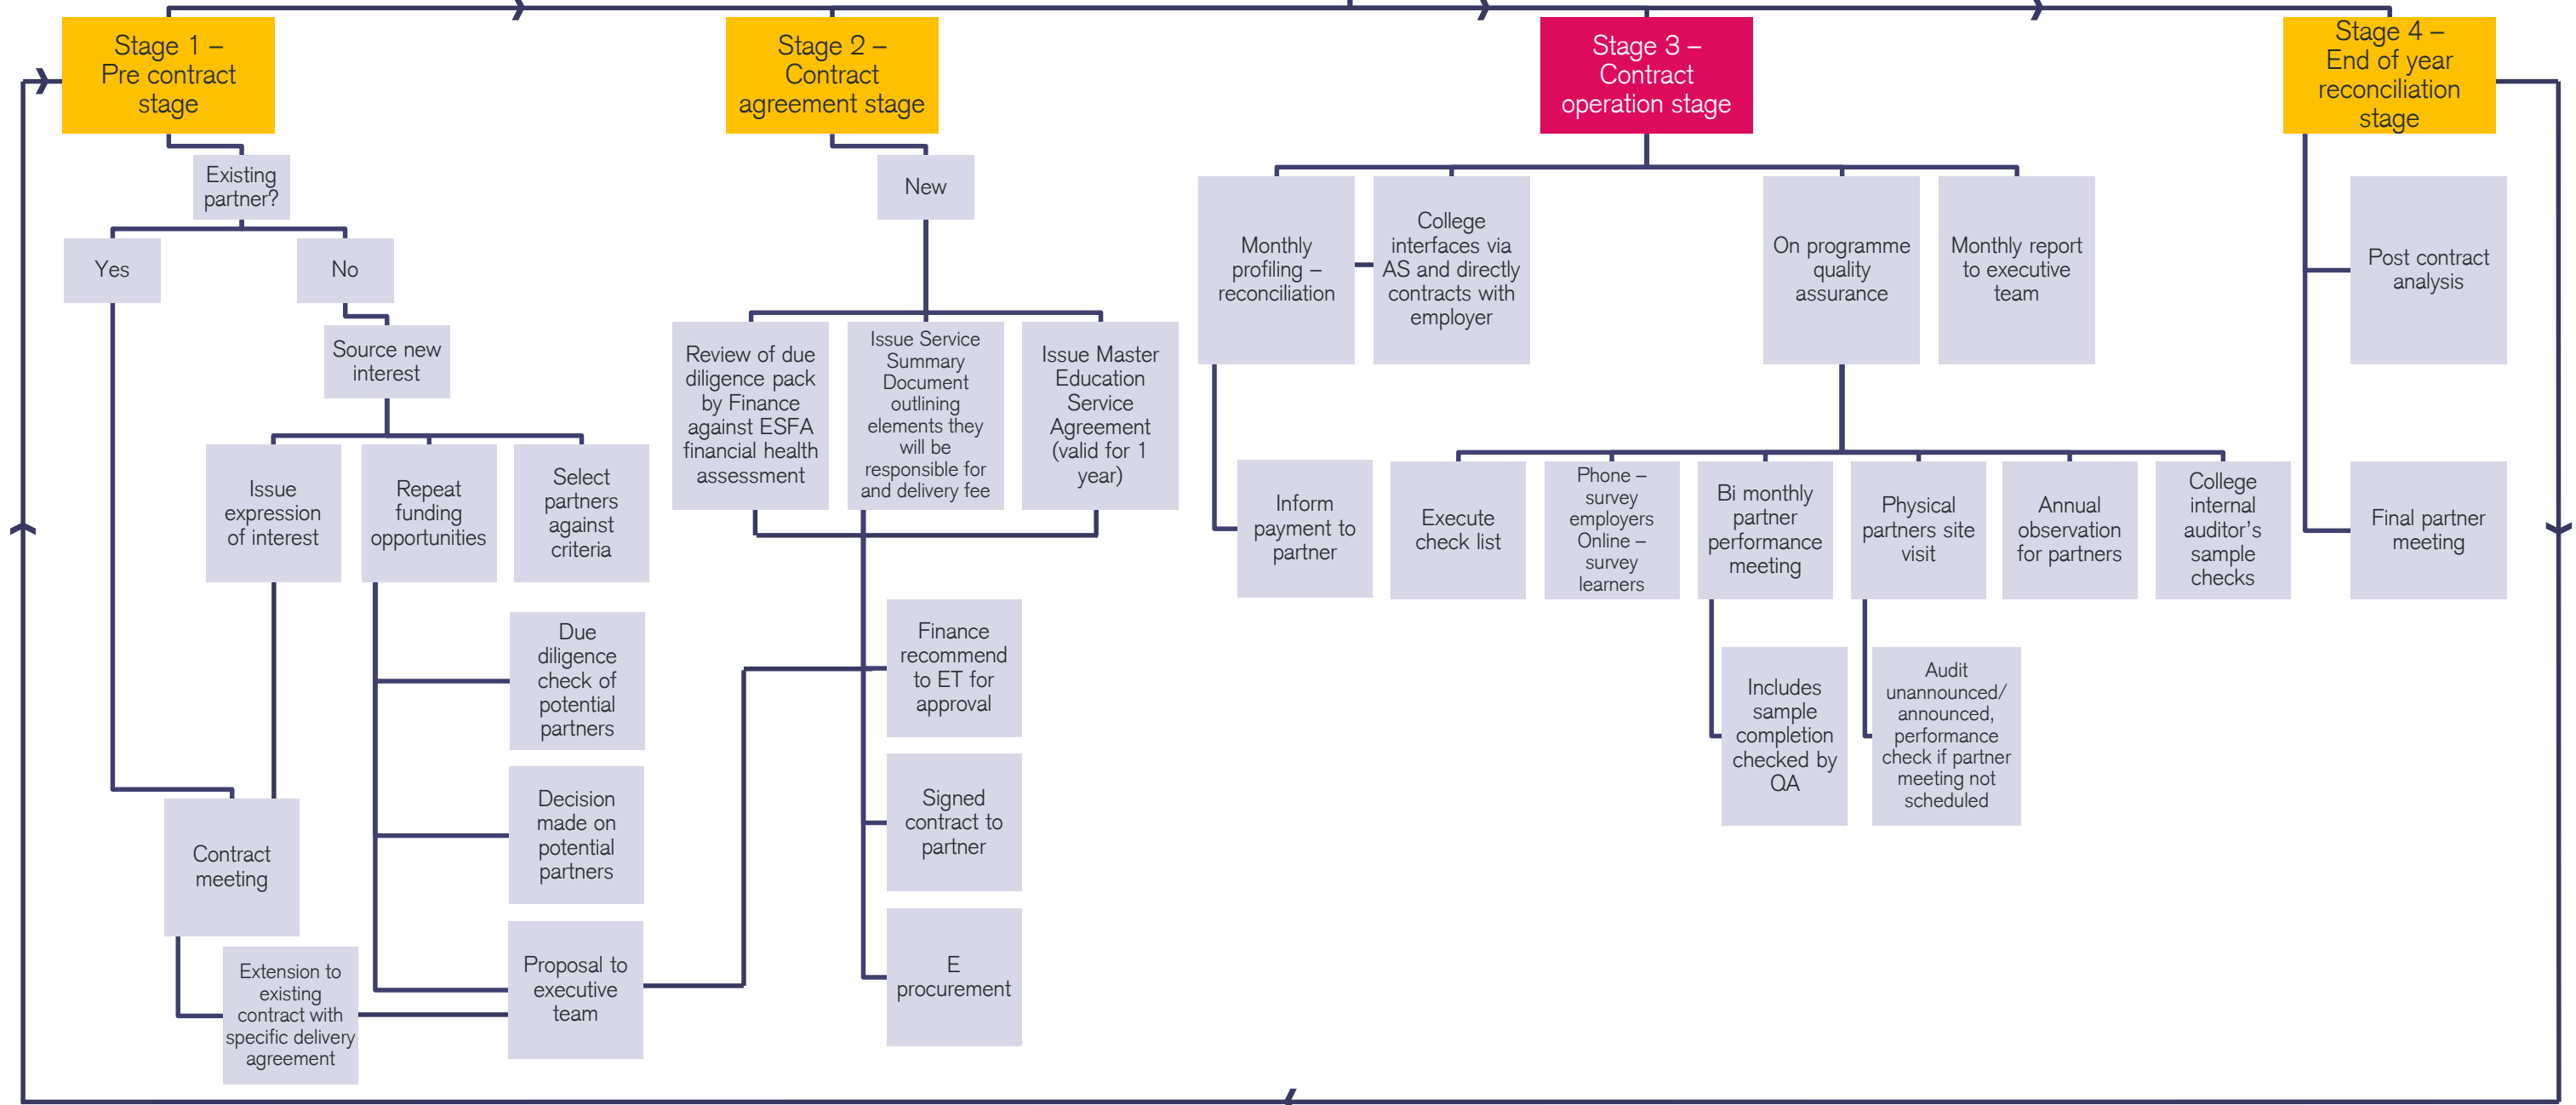 Stage 1 –
Pre contract
stage
Existing
partner?
Yes
No
Source new
interest
Issue
expression
of interest
Repeat
funding
opportunities
Select
partners
against
criteria
Due
diligence
check of
potential
partners
Decision
made on
potential
partners
Contract
meeting
Extension to
existing
contract with
specific delivery
agreement
Proposal to
executive
team
Stage 2 –
Contract
agreement stage
New
Review of due
diligence pack
by Finance
against ESFA
financial health
assessment
Issue Service
Summary
Document
outlining
elements they
will be
responsible for
and delivery fee
Issue Master
Education
Service
Agreement
(valid for 1
year)
Finance
recommend
to ET for
approval
Signed
contract to
partner
E
procurement
Stage 3 –
Contract
operation stage
Monthly
profiling –
reconciliation
College
interfaces via
AS and directly
contracts with
employer
On programme
quality
assurance
Monthly report
to executive
team
Inform
payment to
partner
Execute
check list
Phone –
survey
employers
Online –
survey
learners
Bi monthly
partner
performance
meeting
Physical
partners site
visit
Annual
observation
for partners
College
internal
auditor's
sample
checks
Includes
sample
completion
checked by
QA
Audit
unannounced/
announced,
performance
check if partner
meeting not
scheduled
Stage 4 –
End of year
reconciliation
stage
Post contract
analysis
Final partner
meeting